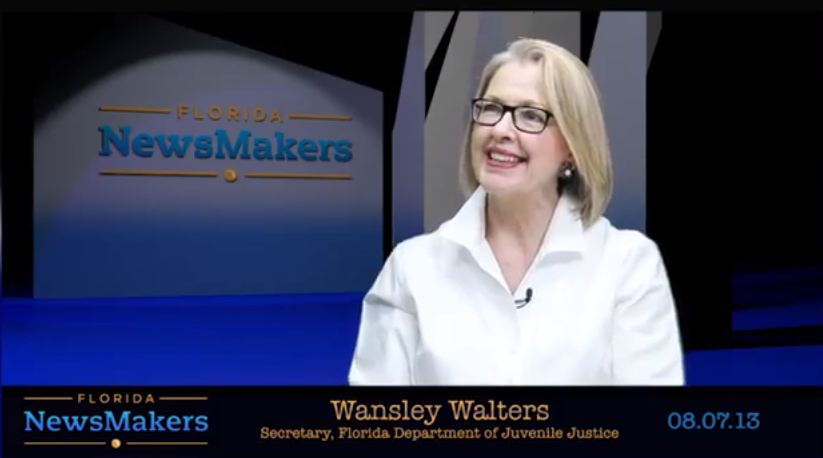 FLORIDA
NewsMakers
FLORIDA
NewsMakers
Wansley Walters
Secretary, Florida Department of Juvenile Justice
08.07.13